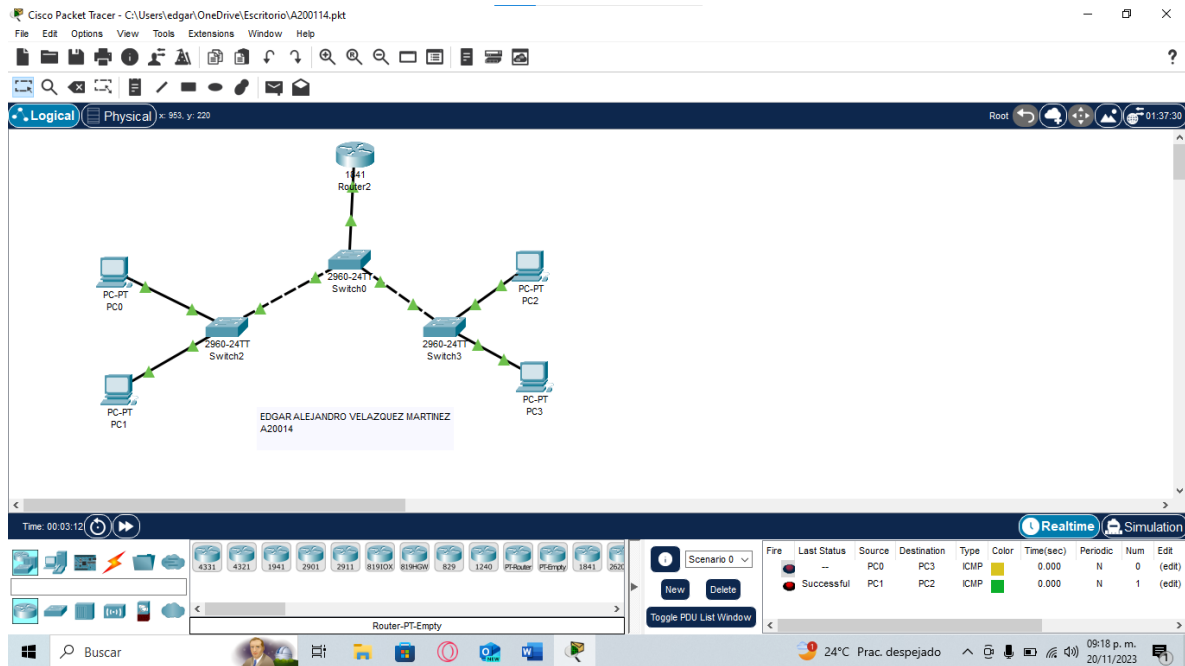 Cisco Packet Tracer - C:\Users\edgar\OneDrive\Escritorio\A200114.pkt
File Edit Options View Tools Extensions Window Help
?
Logical Physical x: 953, y: 220 Root 01:37:30
1841
Router2
2960-24TT
Switch0
PC-PT
PC0
PC-PT
PC2
2960-24TT
Switch2
2960-24TT
Switch3
PC-PT
PC1
PC-PT
PC3
EDGAR ALEJANDRO VELAZQUEZ MARTINEZ
A20014
Time: 00:03:12 Realtime Simulation
4331 4321 1941 2901 2911 819IOX 819HGW 829 1240 PT-Router PT-Empty 1841 262
Router-PT-Empty
Scenario 0
New Delete
Toggle PDU List Window
Fire Last Status Source Destination Type Color Time(sec) Periodic Num Edit
-- PC0 PC3 ICMP 0.000 N 0 (edit)
Successful PC1 PC2 ICMP 0.000 N 1 (edit)
Buscar
24°C Prac. despejado
09:18 p. m.
20/11/2023
1